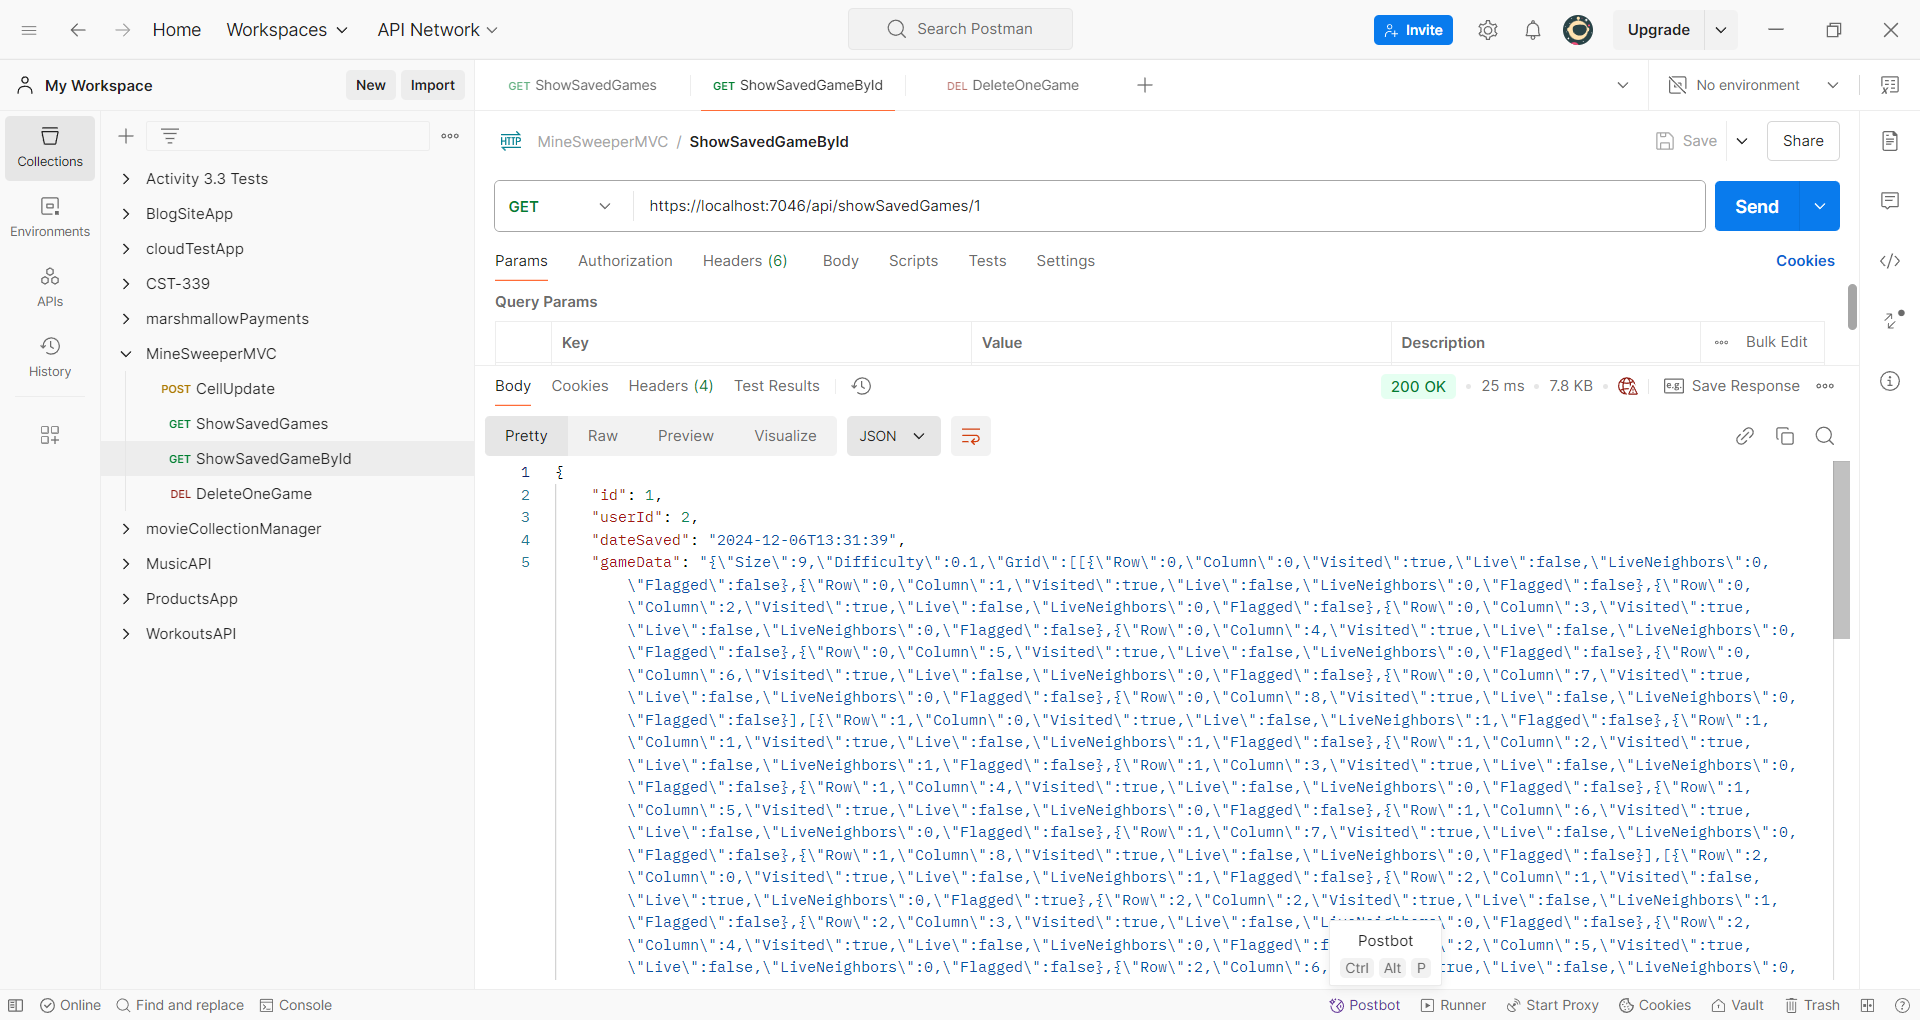 Home Workspaces API Network Search Postman Invite Upgrade
My Workspace New Import
GET ShowSavedGames GET ShowSavedGameById DEL DeleteOneGame No environment
Collections
Environments
APIs
History
Activity 3.3 Tests
BlogSiteApp
cloudTestApp
CST-339
marshmallowPayments
MineSweeperMVC
POST CellUpdate
GET ShowSavedGames
GET ShowSavedGameById
DEL DeleteOneGame
movieCollectionManager
MusicAPI
ProductsApp
WorkoutsAPI
HTTP MineSweeperMVC / ShowSavedGameById Save Share
GET https://localhost:7046/api/showSavedGames/1 Send
Params Authorization Headers (6) Body Scripts Tests Settings Cookies
Query Params
Key Value Description Bulk Edit
Body Cookies Headers (4) Test Results 200 OK 25 ms 7.8 KB e.g. Save Response
Pretty Raw Preview Visualize JSON
1 {
2 "id": 1,
3 "userId": 2,
4 "dateSaved": "2024-12-06T13:31:39",
5 "gameData": "{\"Size\":9,\"Difficulty\":0.1,\"Grid\":[[{\"Row\":0,\"Column\":0,\"Visited\":true,\"Live\":false,\"LiveNeighbors\":0,
\"Flagged\":false},{\"Row\":0,\"Column\":1,\"Visited\":true,\"Live\":false,\"LiveNeighbors\":0,\"Flagged\":false},{\"Row\":0,
\"Column\":2,\"Visited\":true,\"Live\":false,\"LiveNeighbors\":0,\"Flagged\":false},{\"Row\":0,\"Column\":3,\"Visited\":true,
\"Live\":false,\"LiveNeighbors\":0,\"Flagged\":false},{\"Row\":0,\"Column\":4,\"Visited\":true,\"Live\":false,\"LiveNeighbors\":0,
\"Flagged\":false},{\"Row\":0,\"Column\":5,\"Visited\":true,\"Live\":false,\"LiveNeighbors\":0,\"Flagged\":false},{\"Row\":0,
\"Column\":6,\"Visited\":true,\"Live\":false,\"LiveNeighbors\":0,\"Flagged\":false},{\"Row\":0,\"Column\":7,\"Visited\":true,
\"Live\":false,\"LiveNeighbors\":0,\"Flagged\":false},{\"Row\":0,\"Column\":8,\"Visited\":true,\"Live\":false,\"LiveNeighbors\":0,
\"Flagged\":false}],[{\"Row\":1,\"Column\":0,\"Visited\":true,\"Live\":false,\"LiveNeighbors\":1,\"Flagged\":false},{\"Row\":1,
\"Column\":1,\"Visited\":true,\"Live\":false,\"LiveNeighbors\":1,\"Flagged\":false},{\"Row\":1,\"Column\":2,\"Visited\":true,
\"Live\":false,\"LiveNeighbors\":1,\"Flagged\":false},{\"Row\":1,\"Column\":3,\"Visited\":true,\"Live\":false,\"LiveNeighbors\":0,
\"Flagged\":false},{\"Row\":1,\"Column\":4,\"Visited\":true,\"Live\":false,\"LiveNeighbors\":0,\"Flagged\":false},{\"Row\":1,
\"Column\":5,\"Visited\":true,\"Live\":false,\"LiveNeighbors\":0,\"Flagged\":false},{\"Row\":1,\"Column\":6,\"Visited\":true,
\"Live\":false,\"LiveNeighbors\":0,\"Flagged\":false},{\"Row\":1,\"Column\":7,\"Visited\":true,\"Live\":false,\"LiveNeighbors\":0,
\"Flagged\":false},{\"Row\":1,\"Column\":8,\"Visited\":true,\"Live\":false,\"LiveNeighbors\":0,\"Flagged\":false}],[{\"Row\":2,
\"Column\":0,\"Visited\":true,\"Live\":false,\"LiveNeighbors\":1,\"Flagged\":false},{\"Row\":2,\"Column\":1,\"Visited\":false,
\"Live\":true,\"LiveNeighbors\":0,\"Flagged\":true},{\"Row\":2,\"Column\":2,\"Visited\":true,\"Live\":false,\"LiveNeighbors\":1,
\"Flagged\":false},{\"Row\":2,\"Column\":3,\"Visited\":true,\"Live\":false,\" \":0,\"Flagged\":false},{\"Row\":2,
\"Column\":4,\"Visited\":true,\"Live\":false,\"LiveNeighbors\":0,\"Flagged\":f \":2,\"Column\":5,\"Visited\":true,
\"Live\":false,\"LiveNeighbors\":0,\"Flagged\":false},{\"Row\":2,\"Column\":6, rue,\"Live\":false,\"LiveNeighbors\":0,
Postbot
Ctrl Alt P
Online Find and replace Console Postbot Runner Start Proxy Cookies Vault Trash